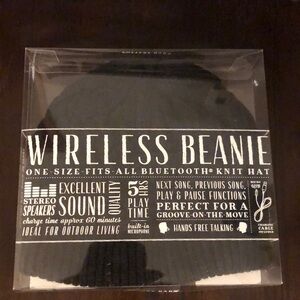 WIRELESS BEANIE
ONE-SIZE-FITS-ALL BLUETOOTH® KNIT HAT
STEREO SPEAKERS
EXCELLENT SOUND QUALITY
charge time approx 60 minutes
IDEAL FOR OUTDOOR LIVING
5 HRS PLAY TIME
built-in MICROPHONE
NEXT SONG, PREVIOUS SONG,
PLAY & PAUSE FUNCTIONS
PERFECT FOR A
GROOVE ON THE MOVE
HANDS FREE TALKING
CABLE